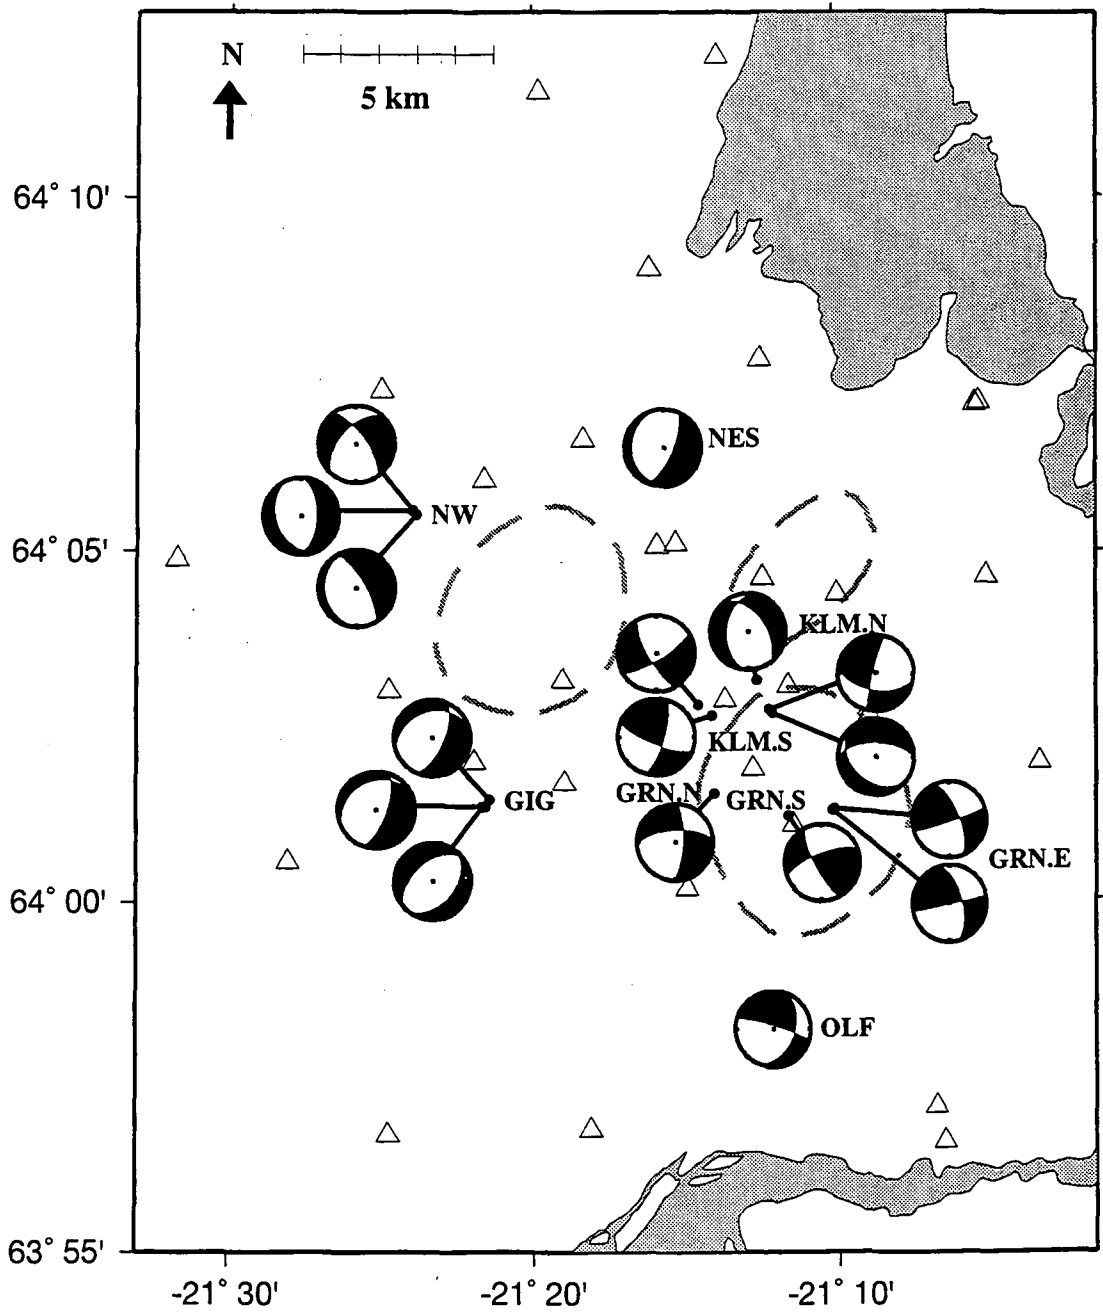 N
5 km
64° 10'
NES
NW
64° 05'
KLM.N
KLM.S
GIG
GRN.N
GRN.S
GRN.E
64° 00'
OLF
63° 55'
-21° 30'
-21° 20'
-21° 10'